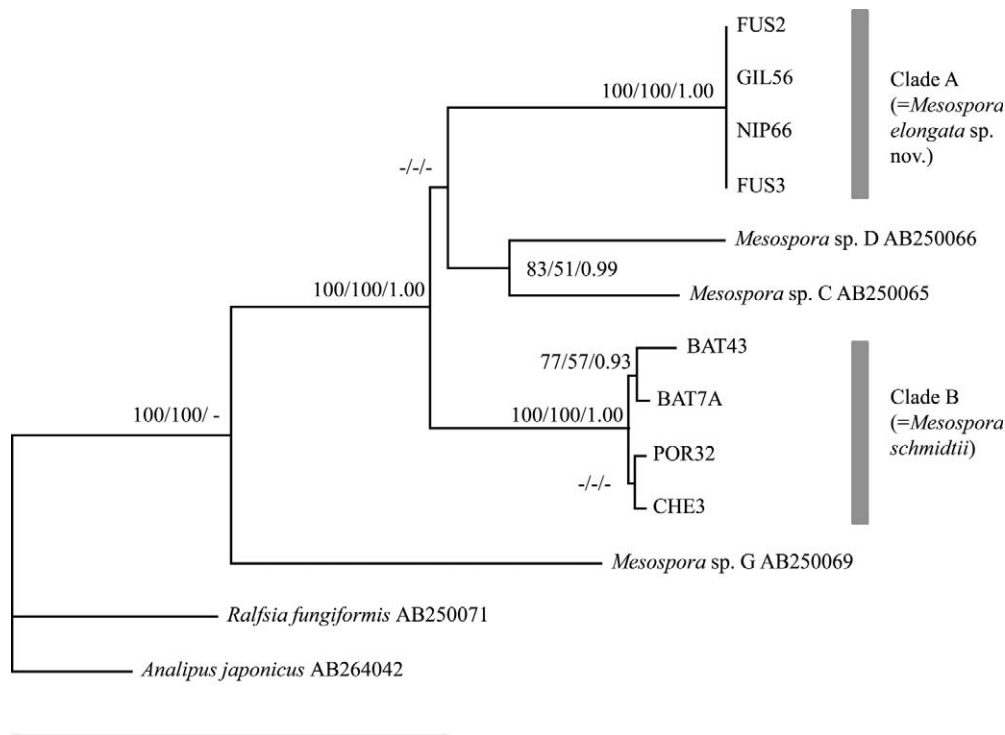 FUS2
100/100/1.00
GIL56
NIP66
FUS3
Clade A
(=Mesospora
elongata sp.
nov.)
-/-/-
Mesospora sp. D AB250066
83/51/0.99
Mesospora sp. C AB250065
100/100/1.00
BAT43
77/57/0.93
BAT7A
100/100/1.00
POR32
-/-/-
CHE3
Clade B
(=Mesospora
schmidtii)
100/100/ -
Mesospora sp. G AB250069
Ralfsia fungiformis AB250071
Analipus japonicus AB264042